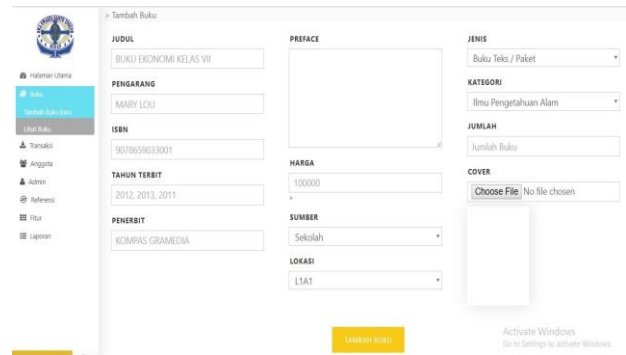 > Tambah Buku
Halaman Utama
Buku
Tambah Buku Baru
Lihat Buku
Transaksi
Anggota
Admin
Referensi
Fitur
Laporan
JUDUL
BUKU EKONOMI KELAS VII
PENGARANG
MARY LOU
ISBN
9078659033001
TAHUN TERBIT
2012, 2013, 2011
PENERBIT
KOMPAS GRAMEDIA
PREFACE
HARGA
100000
>
SUMBER
Sekolah
LOKASI
L1A1
JENIS
Buku Teks / Paket
KATEGORI
Ilmu Pengetahuan Alam
JUMLAH
Jumlah Buku
COVER
Choose File No file chosen
TAMBAH BUKU
Activate Windows
Go to Settings to activate Windows.